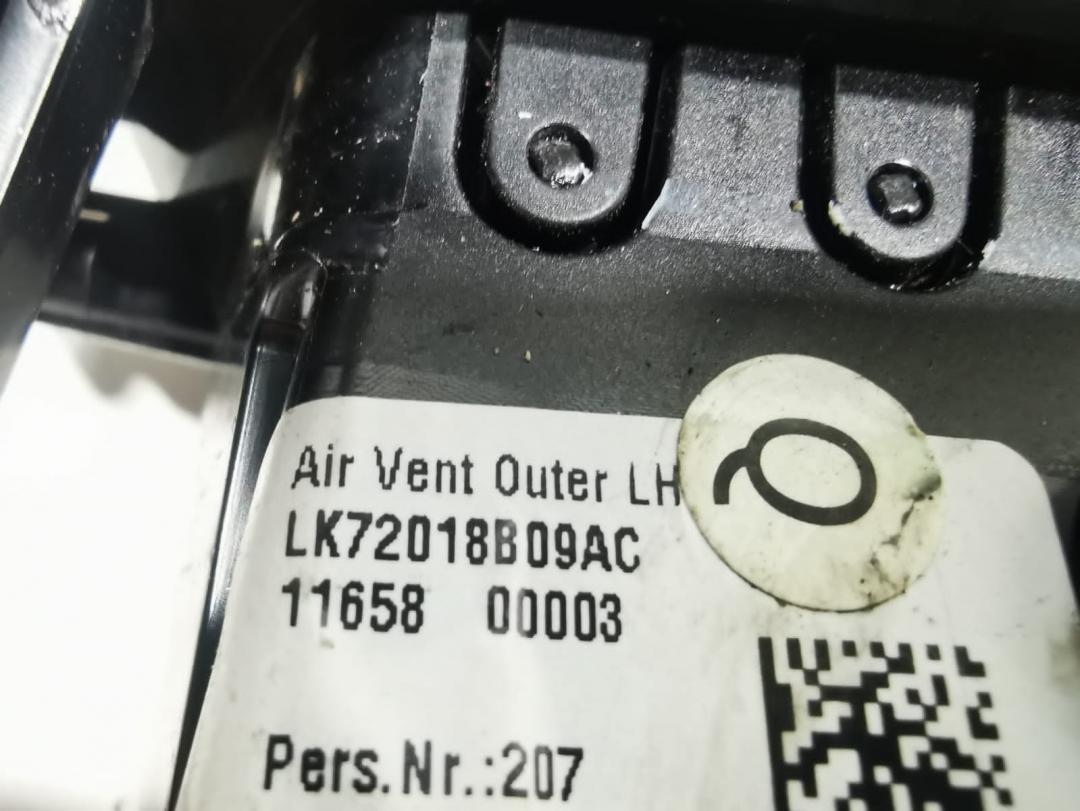 Air Vent Outer LH
LK72018B09AC
11658 00003
Pers.Nr.:207